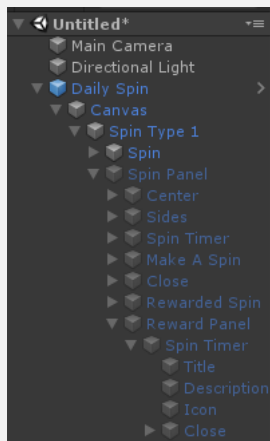 Untitled*
Main Camera
Directional Light
Daily Spin
Canvas
Spin Type 1
Spin
Spin Panel
Center
Sides
Spin Timer
Make A Spin
Close
Rewarded Spin
Reward Panel
Spin Timer
Title
Description
Icon
Close